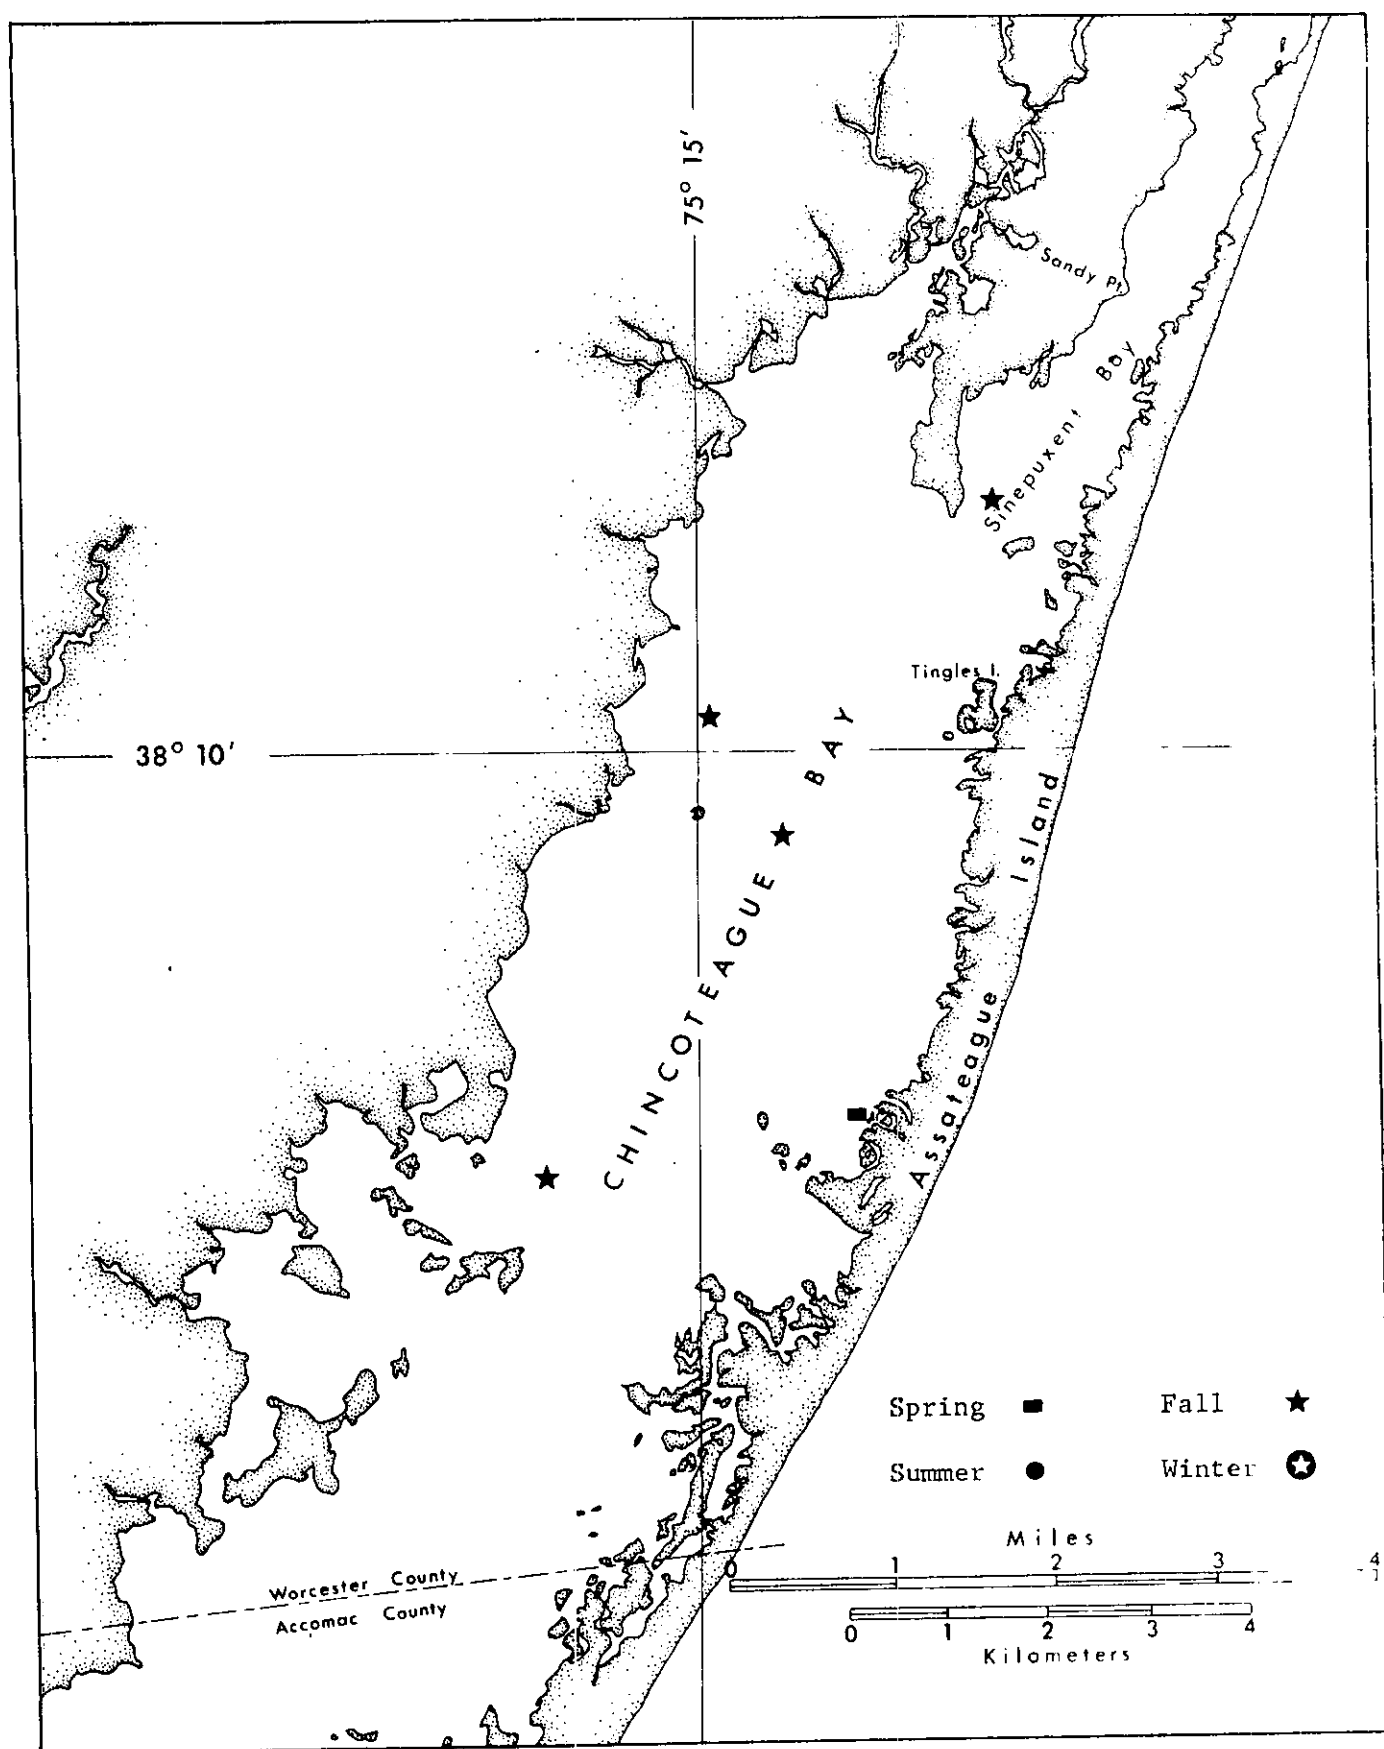 75° 15'
Sandy Pt.
Sinepuxent Bay
Tingles I.
38° 10'
CHINCOTEAGUE BAY
Assateague Island
Spring
Fall
Summer
Winter
Miles
0 1 2 3 4
0 1 2 3 4
Kilometers
Worcester County
Accomac County